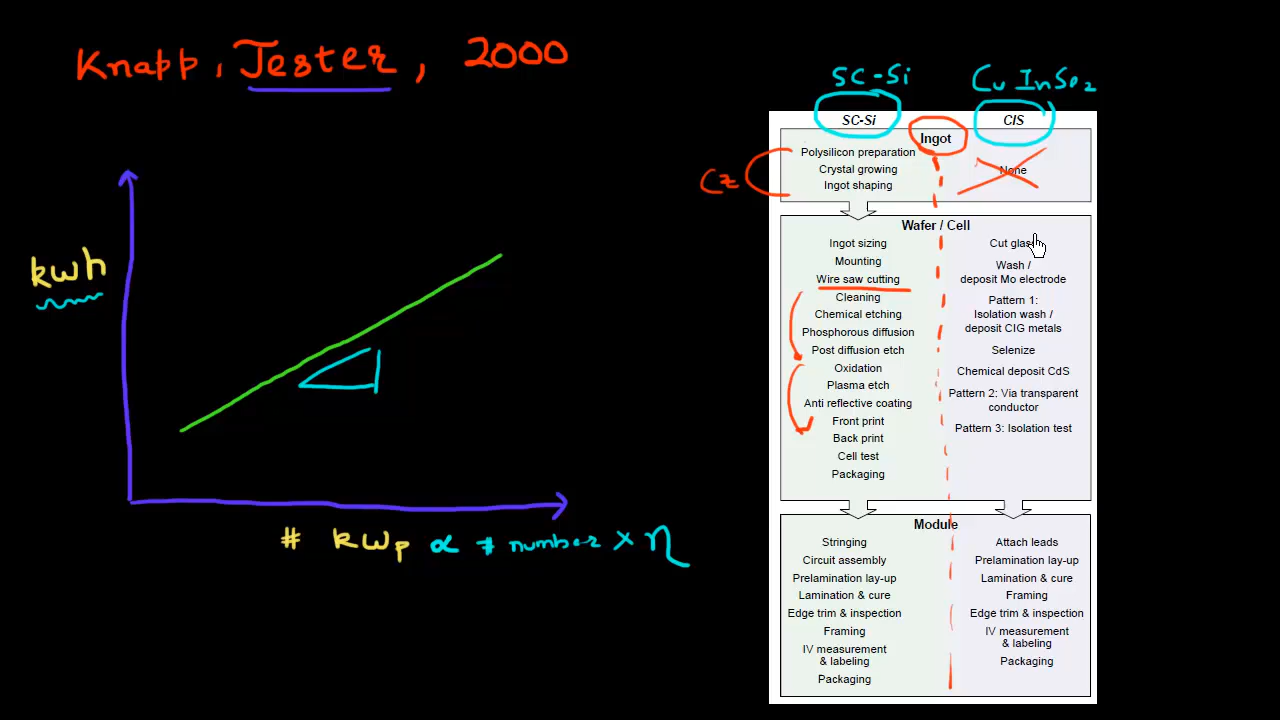 Knapp, Tester, 2000
SC-Si
CuInSe2
SC-Si
CIS
Ingot
Cz
Polysilicon preparation
Crystal growing
Ingot shaping
None
Wafer / Cell
Ingot sizing
Mounting
Wire saw cutting
Cleaning
Chemical etching
Phosphorous diffusion
Post diffusion etch
Oxidation
Plasma etch
Anti reflective coating
Front print
Back print
Cell test
Packaging
Cut glass
Wash /
deposit Mo electrode
Pattern 1:
Isolation wash /
deposit CIG metals
Selenize
Chemical deposit CdS
Pattern 2: Via transparent
conductor
Pattern 3: Isolation test
Module
Stringing
Circuit assembly
Prelamination lay-up
Lamination & cure
Edge trim & inspection
Framing
IV measurement
& labeling
Packaging
Attach leads
Prelamination lay-up
Lamination & cure
Framing
Edge trim & inspection
IV measurement
& labeling
Packaging
kwh
# kWp α # number × η